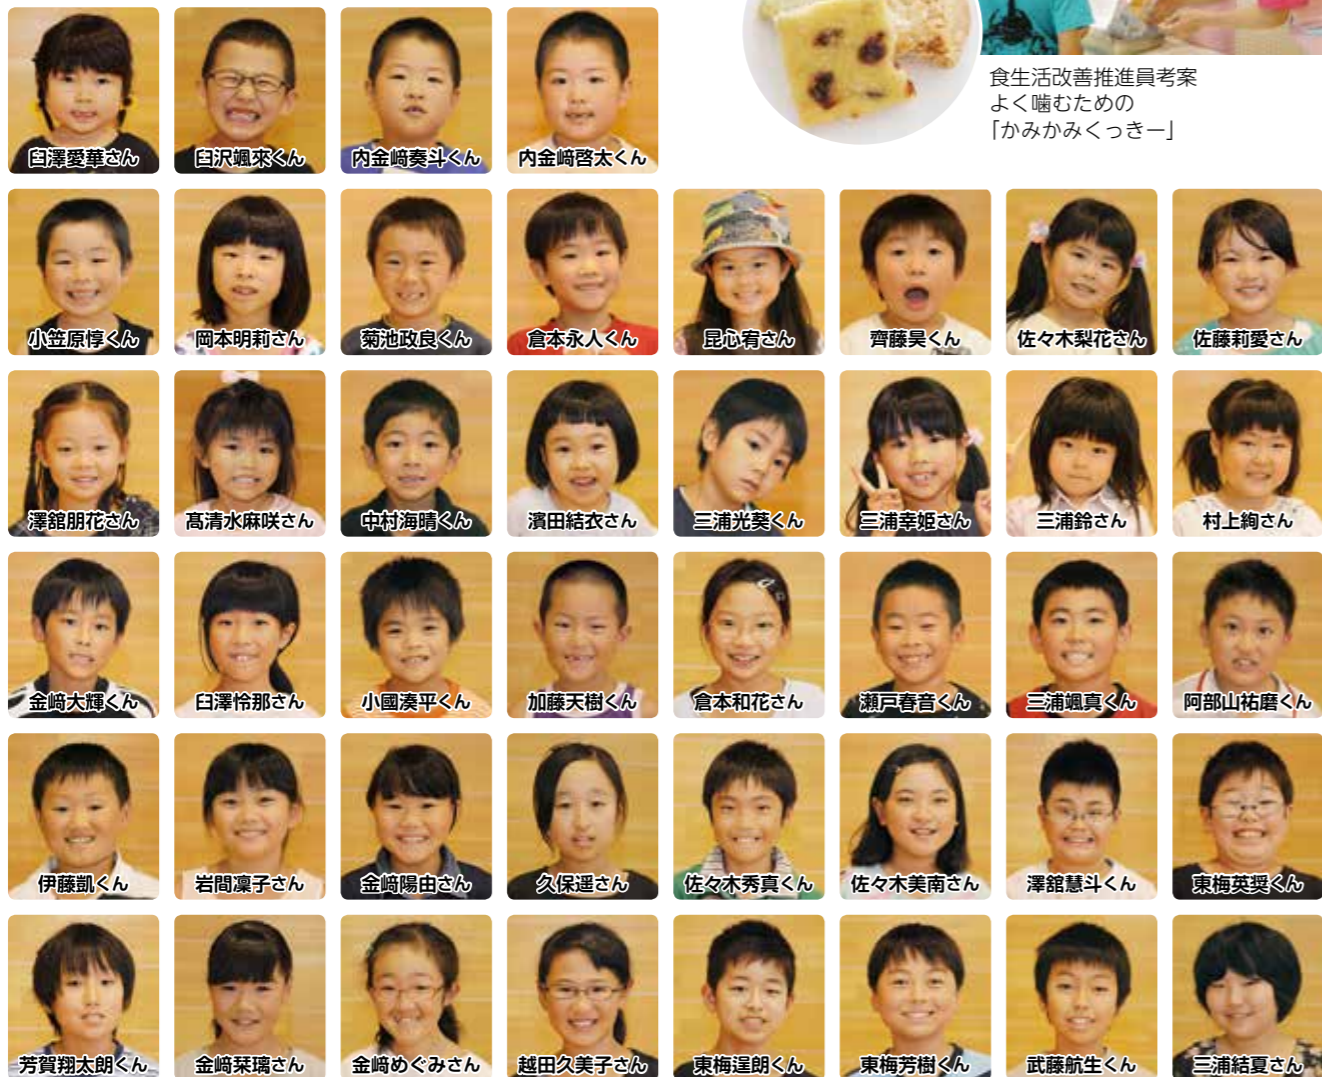 食生活改善推進員考案
よく噛むための
「かみかみくっきー」
臼澤愛華さん
臼沢颯來くん
内金﨑奏斗くん
内金﨑啓太くん
小笠原惇くん
岡本明莉さん
菊池政良くん
倉本永人くん
昆心宥さん
齊藤昊くん
佐々木梨花さん
佐藤莉愛さん
澤舘朋花さん
髙清水麻咲さん
中村海晴くん
濱田結衣さん
三浦光葵くん
三浦幸姫さん
三浦鈴さん
村上絢さん
金﨑大輝くん
臼澤怜那さん
小國湊平くん
加藤天樹くん
倉本和花さん
瀬戸春音くん
三浦颯真くん
阿部山祐磨くん
伊藤凱くん
岩間凜子さん
金﨑陽由さん
久保遥さん
佐々木秀真くん
佐々木美南さん
澤舘慧斗くん
東梅英奨くん
芳賀翔太朗くん
金﨑栞璃さん
金﨑めぐみさん
越田久美子さん
東梅逞朗くん
東梅芳樹くん
武藤航生くん
三浦結夏さん